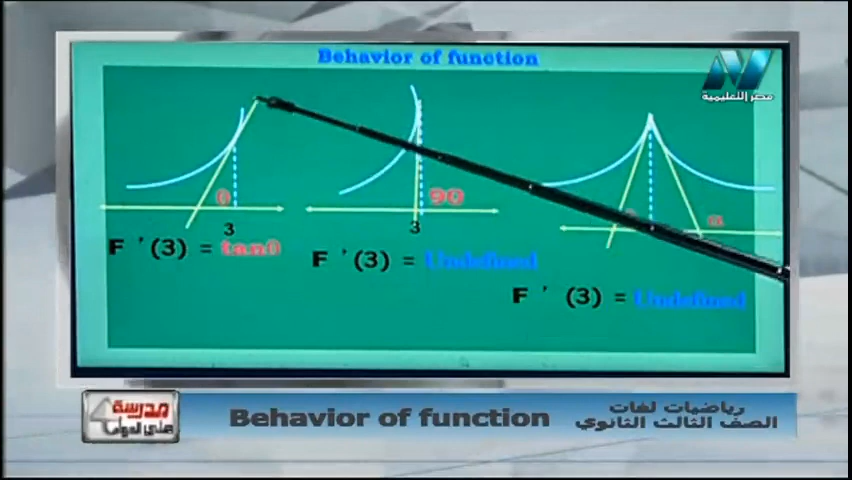 Behavior of function
مصر التعليمية
θ
90
α
3
3
F '(3) = tanθ
F '(3) = Undefined
F ' (3) = Undefined
مدرسة
على الهواء
Behavior of function
رياضيات لغات
الصف الثالث الثانوي